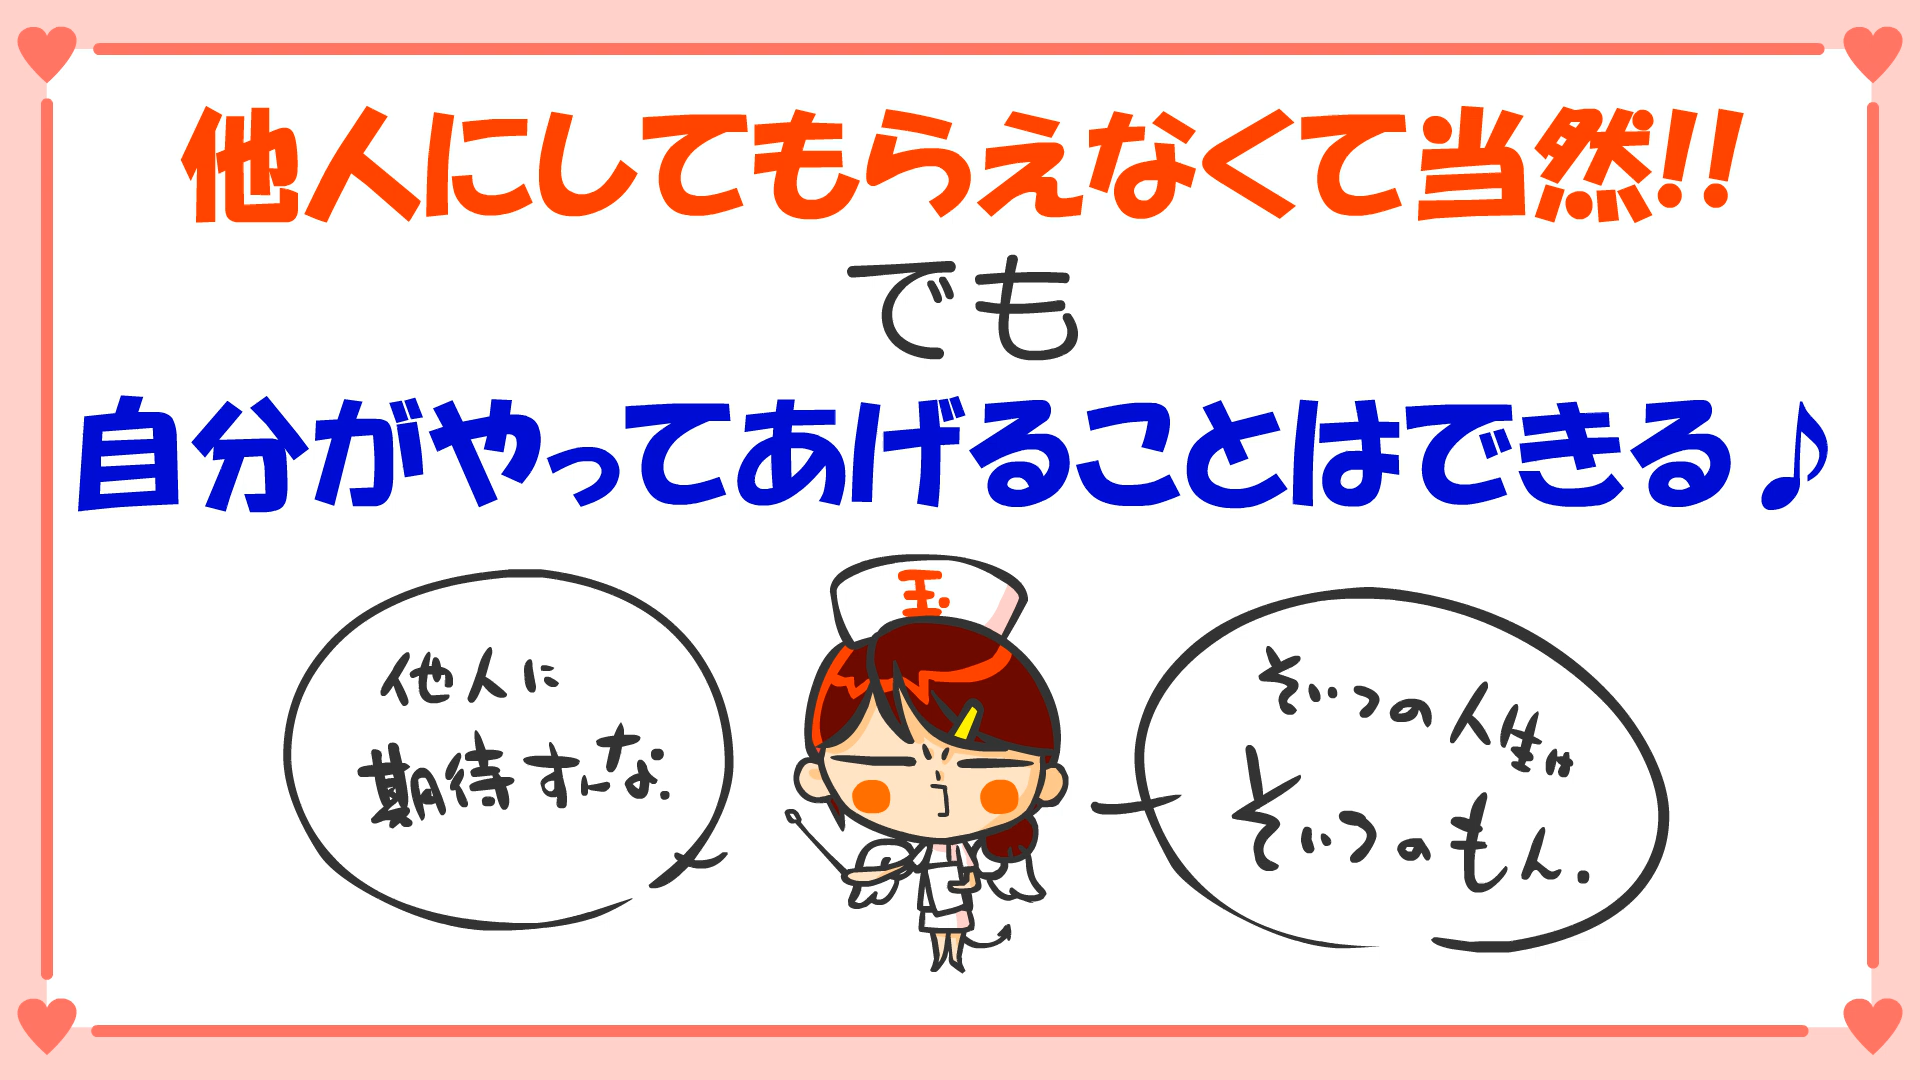 他人にしてもらえなくて当然!!
でも
自分がやってあげることはできる♪
玉
他人に
期待すんな.
そいつの人生は
そいつのもん.